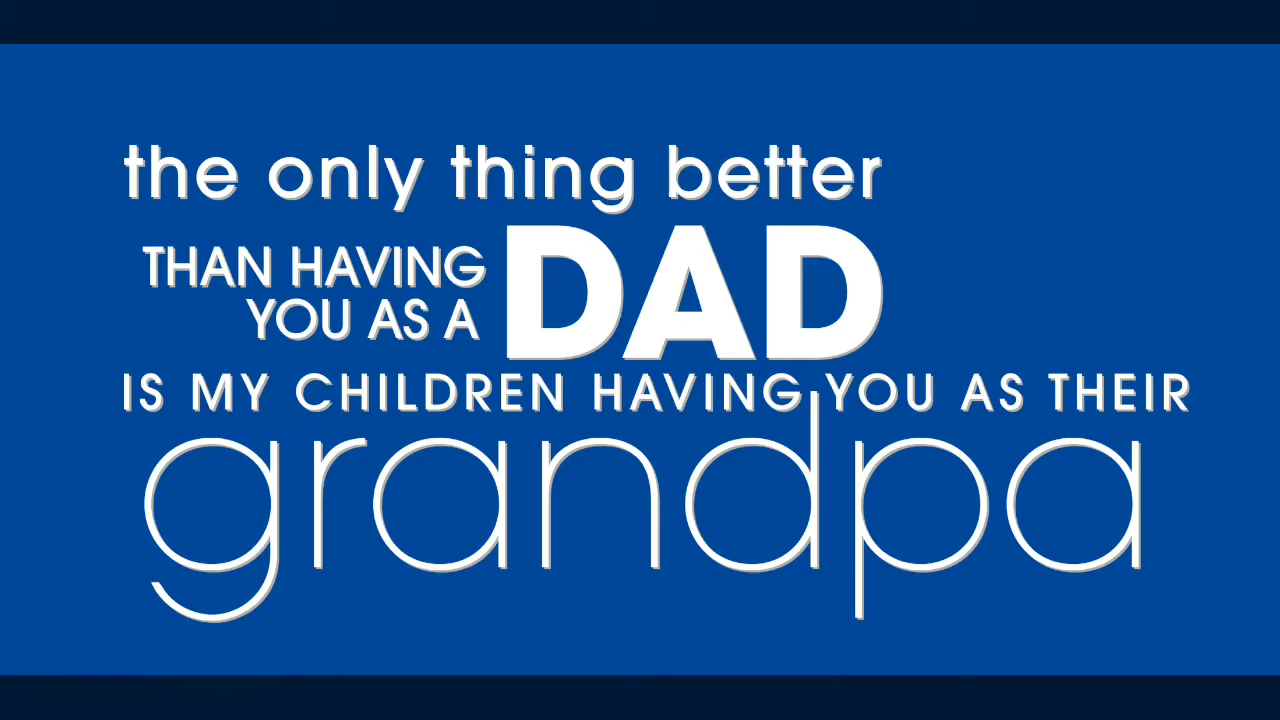 the only thing better
THAN HAVING
YOU AS A DAD
IS MY CHILDREN HAVING YOU AS THEIR
grandpa